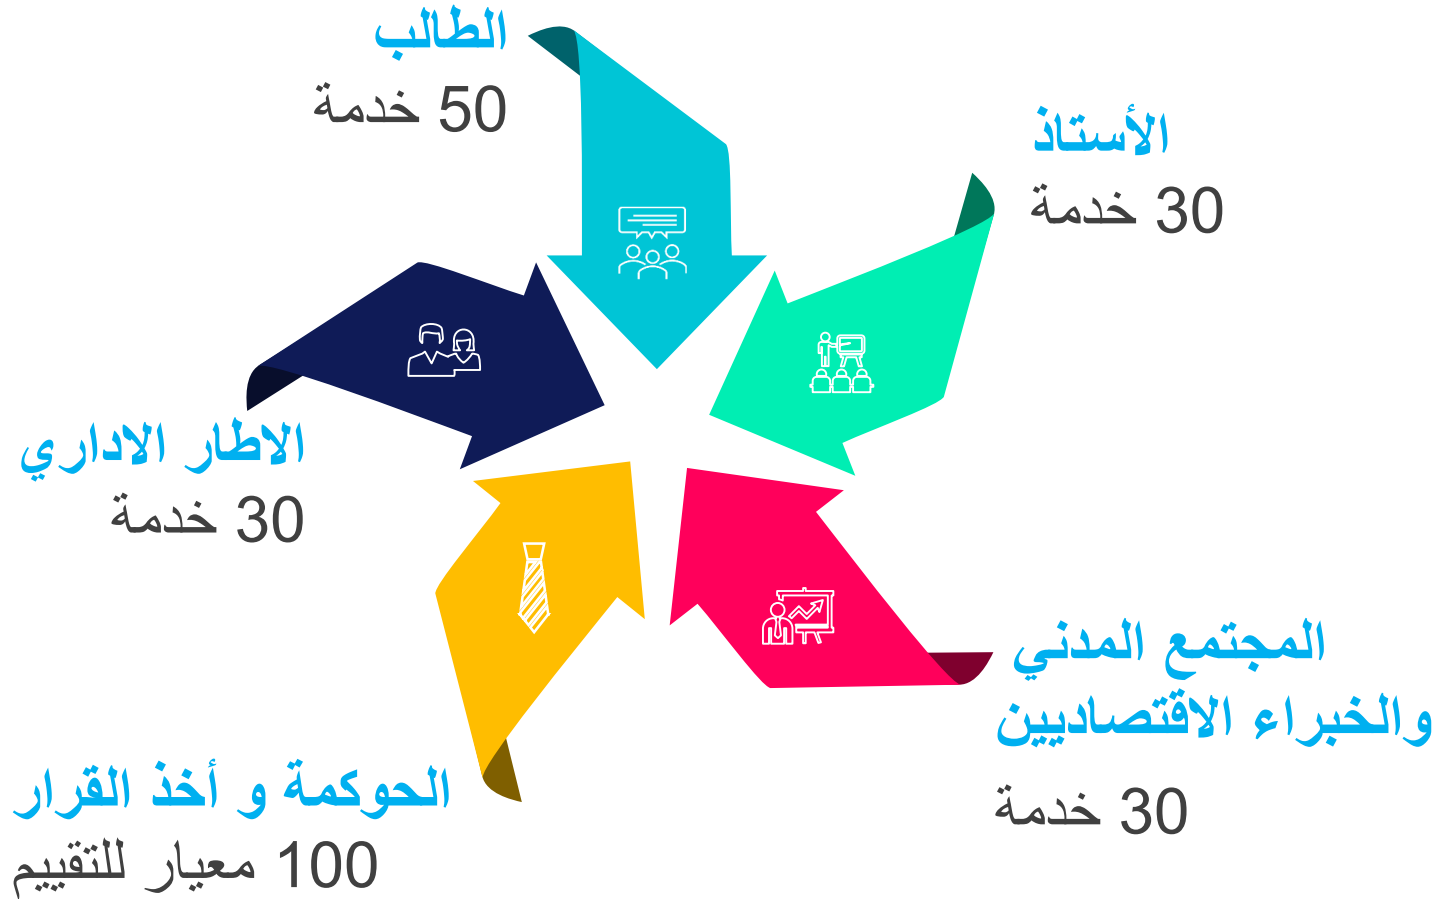 الطالب
50 خدمة
الأستاذ
30 خدمة
الاطار الاداري
30 خدمة
المجتمع المدني
والخبراء الاقتصاديين
30 خدمة
الحوكمة و أخذ القرار
100 معيار للتقييم